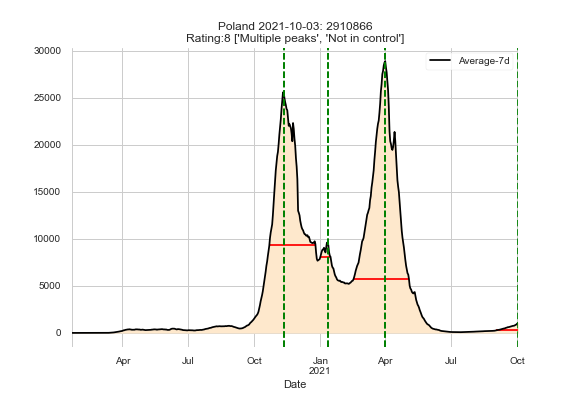 Poland 2021-10-03: 2910866
Rating:8 ['Multiple peaks', 'Not in control']
Average-7d
30000
25000
20000
15000
10000
5000
0
Apr
Jul
Oct
Jan
2021
Apr
Jul
Oct
Date